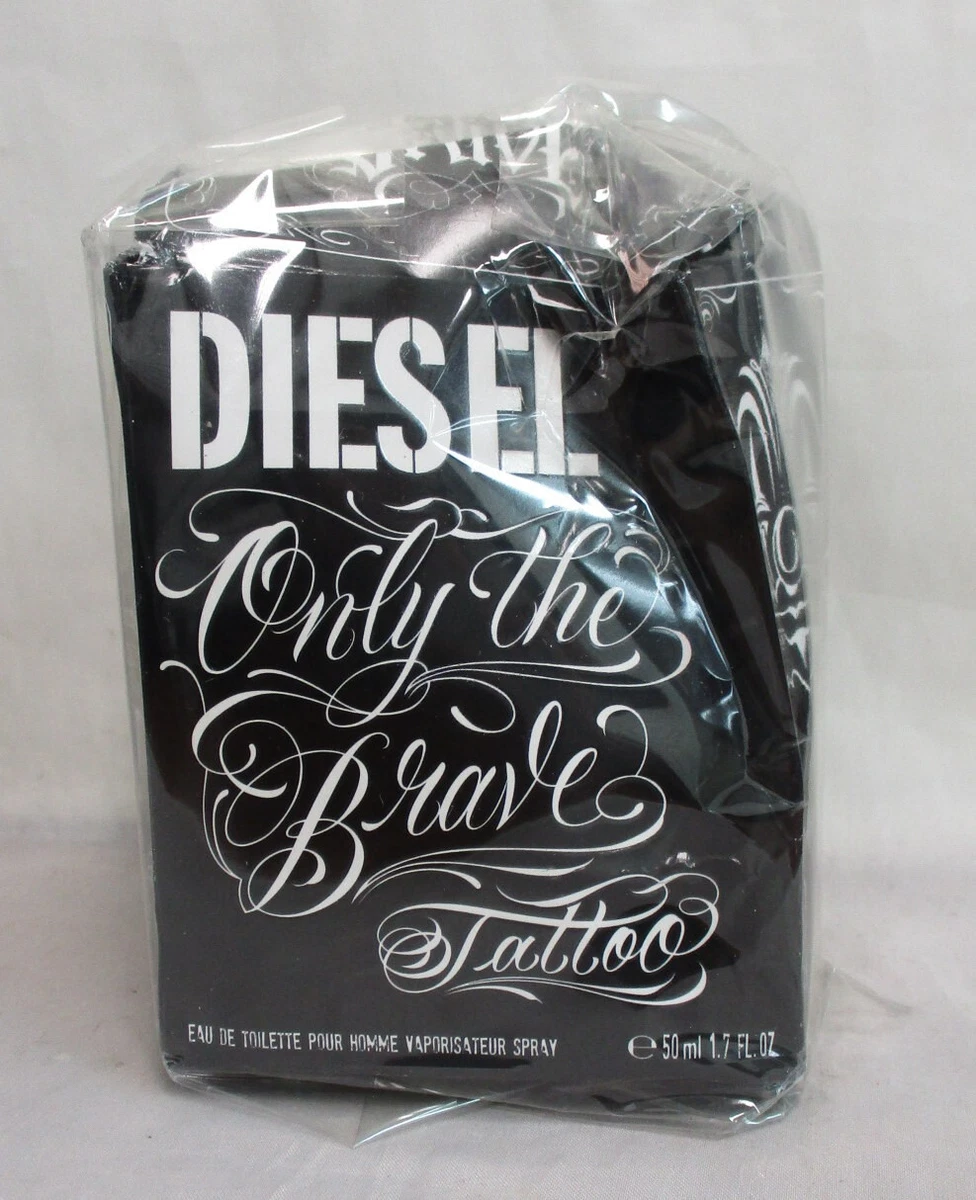 DIESEL
Only the
Brave
Tattoo
EAU DE TOILETTE POUR HOMME VAPORISATEUR SPRAY
℮ 50 ml 1.7 FL. OZ